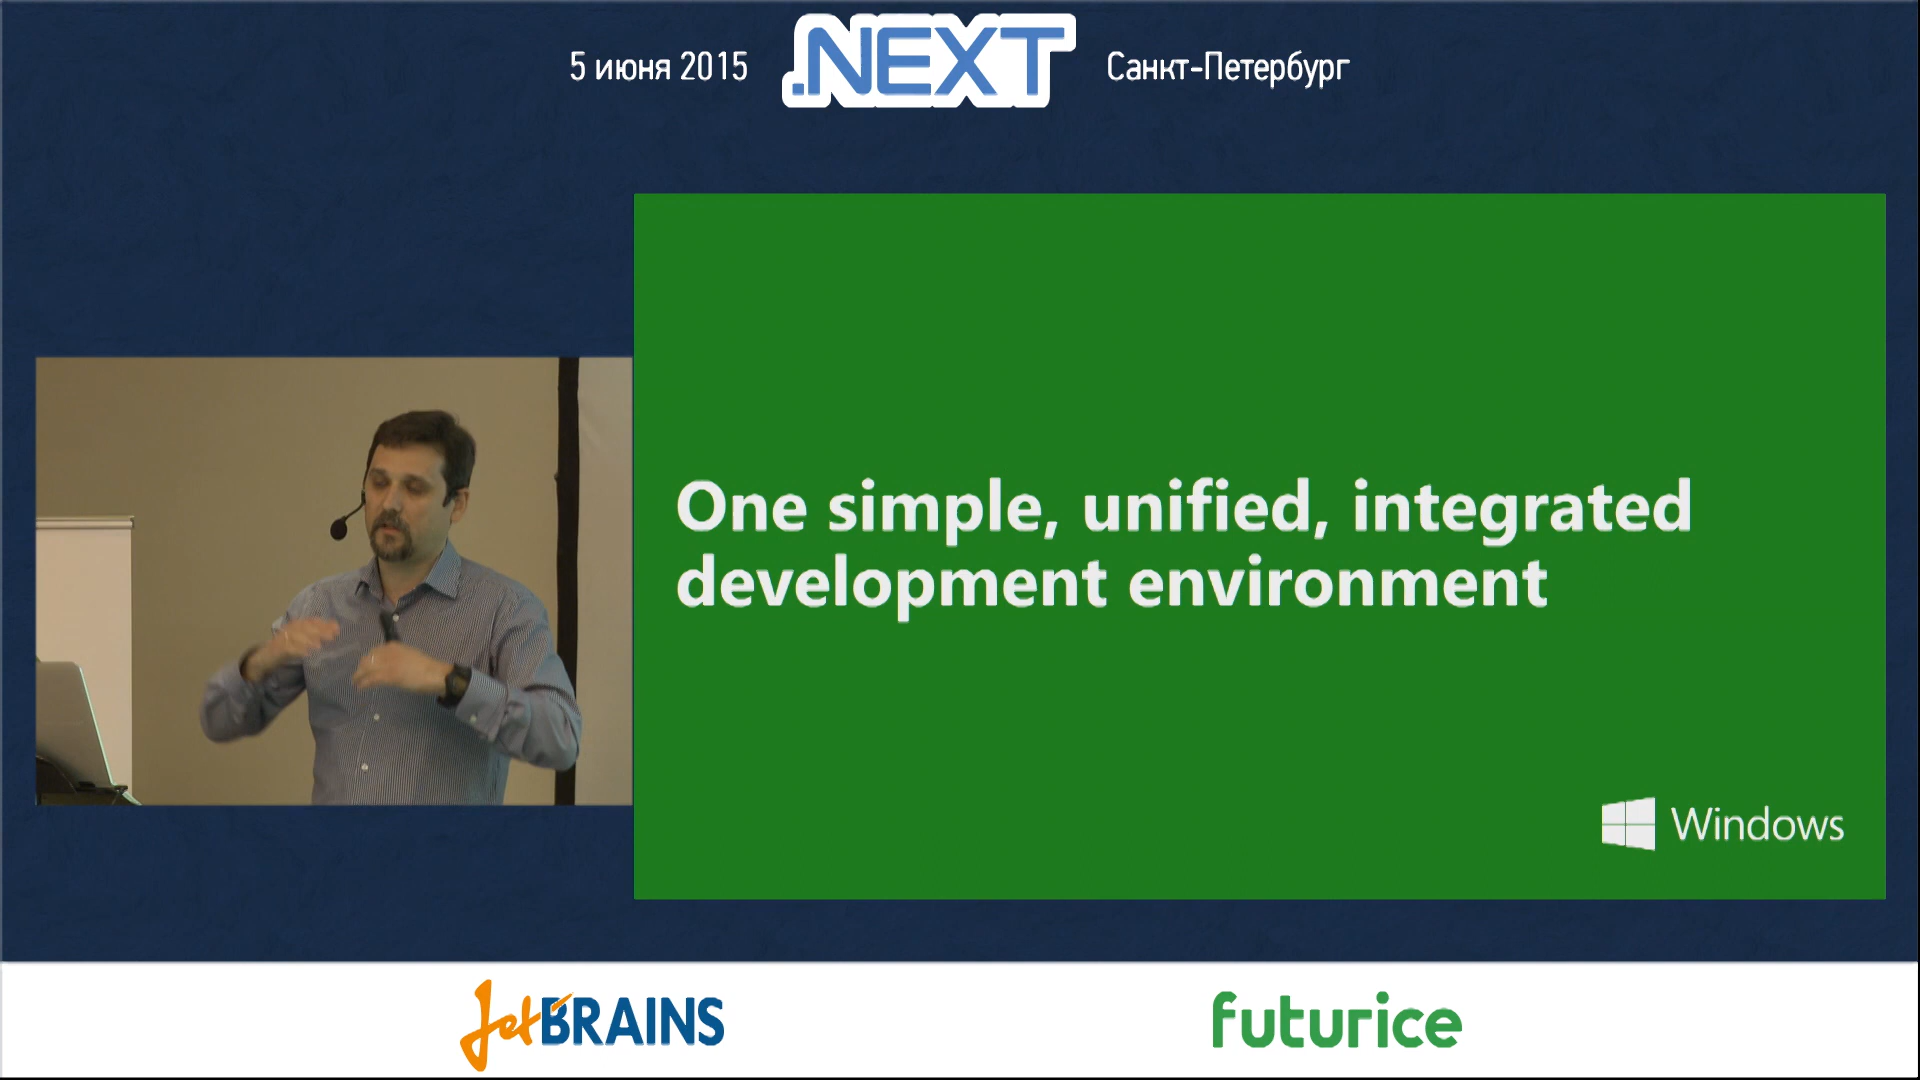 5 июня 2015
.NEXT
Санкт-Петербург
One simple, unified, integrated
development environment
Windows
JetBRAINS
futurice